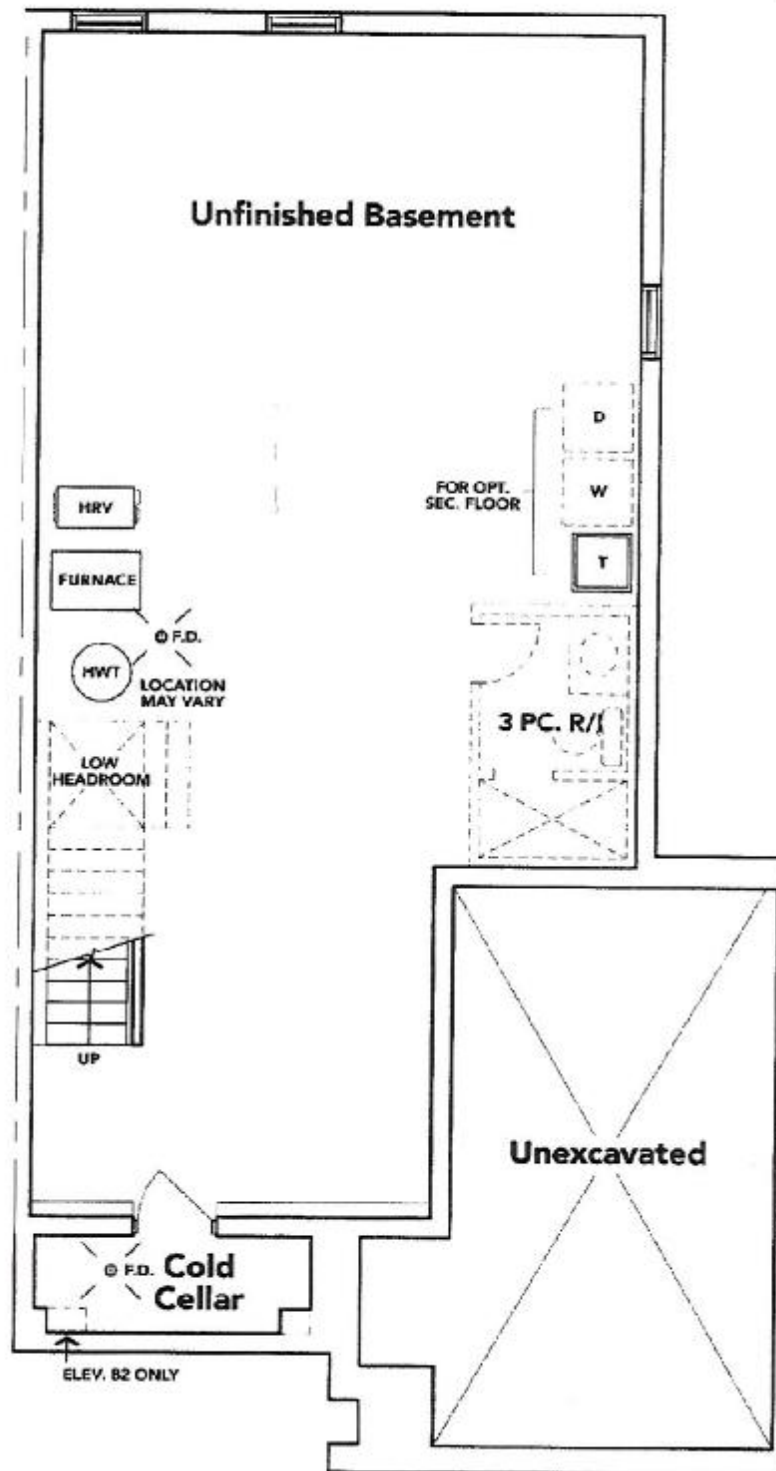 Unfinished Basement
D
FOR OPT.
SEC. FLOOR
W
HRV
T
FURNACE
F.D.
HWT
LOCATION
MAY VARY
3 PC. R/I
LOW
HEADROOM
UP
Unexcavated
F.D.
Cold
Cellar
ELEV. B2 ONLY